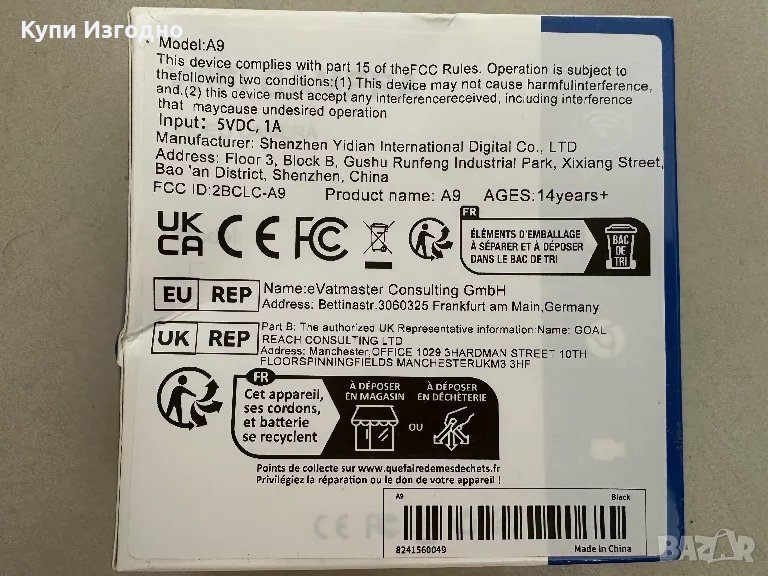 Купи Изгодно
Model:A9
This device complies with part 15 of theFCC Rules. Operation is subject to
thefollowing two conditions:(1) This device may not cause harmfulinterference,
and.(2) this device must accept any interferencereceived, including interference
that maycause undesired operation
Input: 5VDC, 1A
Manufacturer: Shenzhen Yidian International Digital Co., LTD
Address: Floor 3, Block B, Gushu Runfeng Industrial Park, Xixiang Street,
Bao 'an District, Shenzhen, China
FCC ID:2BCLC-A9 Product name: A9 AGES:14years+
UK
CA CE FC
FR
ÉLÉMENTS D'EMBALLAGE
À SÉPARER ET À DÉPOSER
DANS LE BAC DE TRI
BAC
DE
TRI
EU REP
Name:eVatmaster Consulting GmbH
Address: Bettinastr.3060325 Frankfurt am Main,Germany
UK REP
Part B: The authorized UK Representative information:Name: GOAL
REACH CONSULTING LTD
Address: Manchester,OFFICE 1029 3HARDMAN STREET 10TH
FLOORSPINNINGFIELDS MANCHESTERUKM3 3HF
FR
Cet appareil,
ses cordons,
et batterie
se recyclent
À DÉPOSER
EN MAGASIN
OU
À DÉPOSER
EN DÉCHÈTERIE
Points de collecte sur www.quefairedemesdechets.fr
Privilégiez la réparation ou le don de votre appareil !
A9 Black
8241560049 Made In China
BAZAR